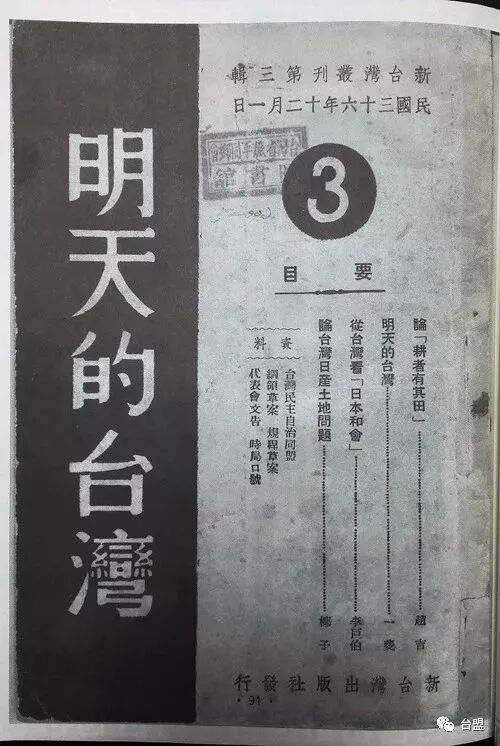 明天的台灣
新台灣叢刊第三輯
民國三十六年十二月一日
書館
3
要目
論「耕者有其田」 趙吉
明天的台灣 一
從台灣看「日本和會」 李巨伯
論台灣日產土地問題 椰子
資料
台灣民主自治同盟
綱領草案 規程草案
代表會文告 時局口號
新台灣出版社發行
·91·
台盟